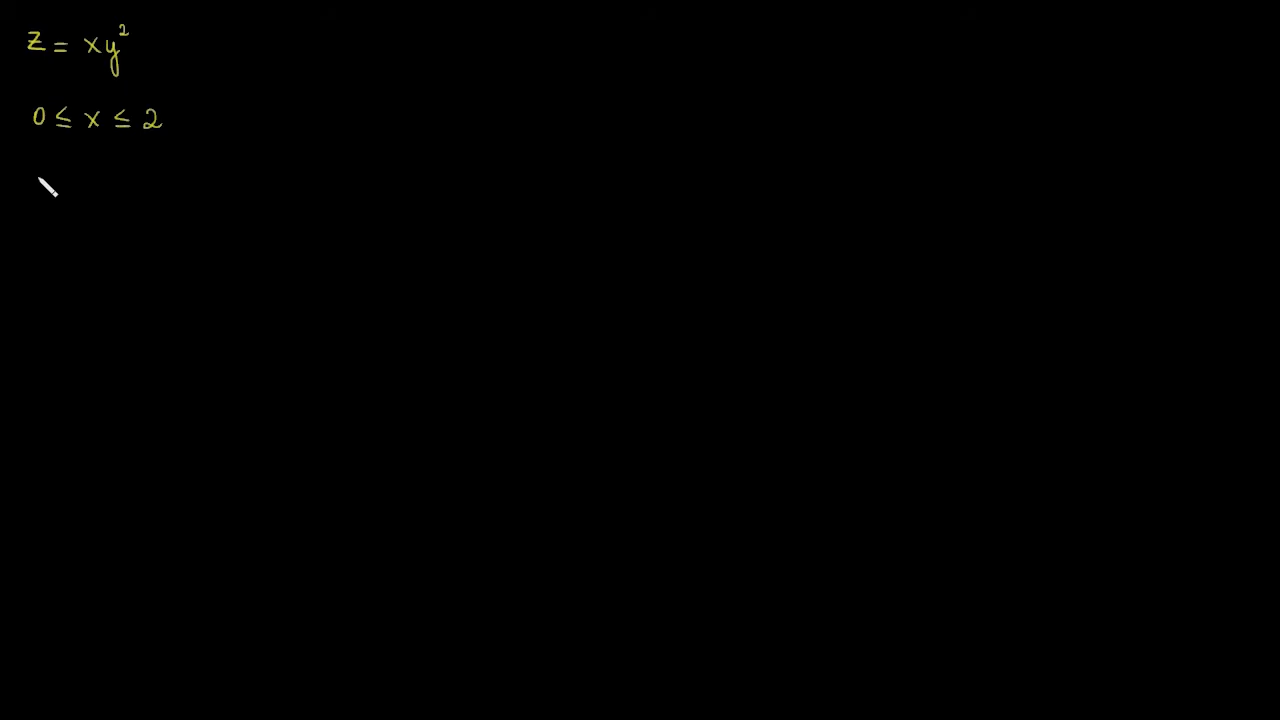 z = xy²
0 ≤ x ≤ 2